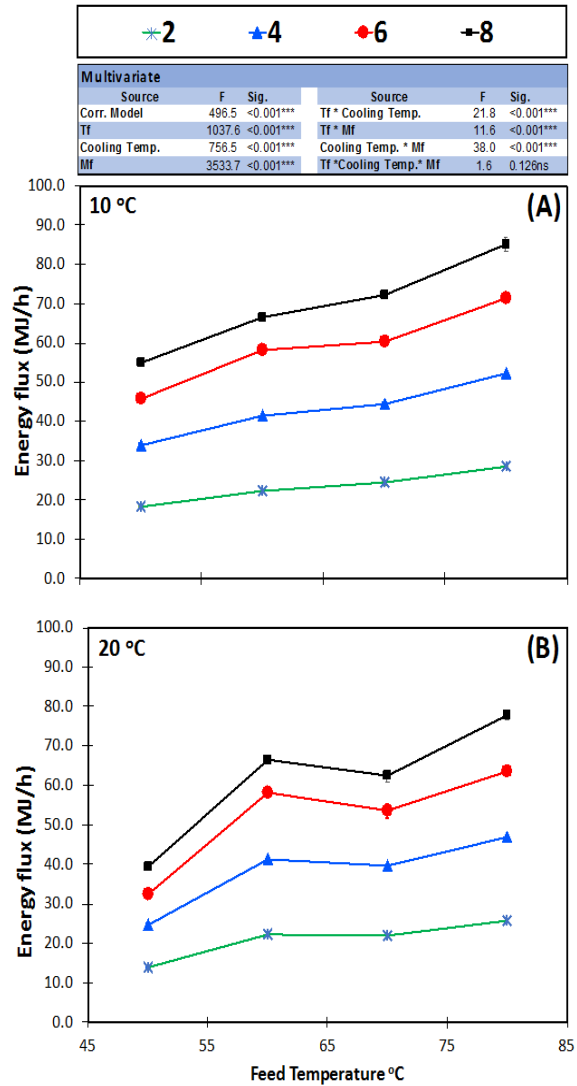 2 4 6 8
Multivariate
Source F Sig. Source F Sig.
Corr. Model 496.5 <0.001*** Tf * Cooling Temp. 21.8 <0.001***
Tf 1037.6 <0.001*** Tf * Mf 11.6 <0.001***
Cooling Temp. 756.5 <0.001*** Cooling Temp. * Mf 38.0 <0.001***
Mf 3533.7 <0.001*** Tf *Cooling Temp.* Mf 1.6 0.126ns
100.0
10 °C (A)
90.0
80.0
70.0
60.0
50.0
40.0
30.0
20.0
10.0
0.0
Energy flux (MJ/h)
100.0
20 °C (B)
90.0
80.0
70.0
60.0
50.0
40.0
30.0
20.0
10.0
0.0
Energy flux (MJ/h)
45 55 65 75 85
Feed Temperature °C